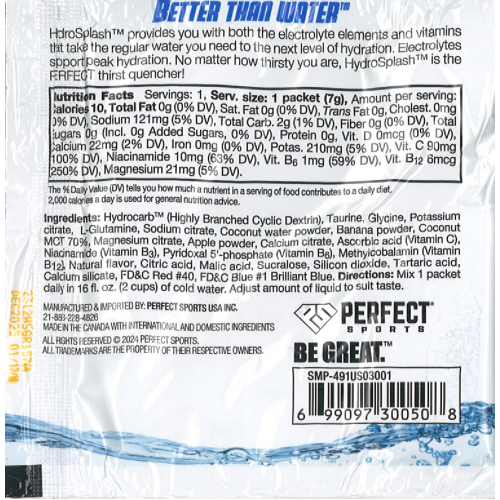 BETTER THAN WATER™
HdroSplash™ provides you with both the electrolyte elements and vitamins
that take the regular water you need to the next level of hydration. Electrolytes
spport peak hydration. No matter how thirsty you are, HydroSplash™ is the
PERFECT thirst quencher!
Nutrition Facts Servings: 1, Serv. size: 1 packet (7g), Amount per serving:
Calories 10, Total Fat 0g (0% DV), Sat. Fat 0g (0% DV), Trans Fat 0g, Cholest. 0mg
(0% DV), Sodium 121mg (5% DV), Total Carb. 2g (1% DV), Fiber 0g (0% DV), Total
Sugars 0g (Incl. 0g Added Sugars, 0% DV), Protein 0g, Vit. D 0mcg (0% DV),
Calcium 22mg (2% DV), Iron 0mg (0% DV), Potas. 210mg (5% DV), Vit. C 90mg
(100% DV), Niacinamide 10mg (63% DV), Vit. B₆ 1mg (59% DV), Vit. B₁₂ 6mcg
(250% DV), Magnesium 21mg (5% DV).
The % Daily Value (DV) tells you how much a nutrient in a serving of food contributes to a daily diet.
2,000 calories a day is used for general nutrition advice.
Ingredients: Hydrocarb™ (Highly Branched Cyclic Dextrin), Taurine, Glycine, Potassium
citrate, L-Glutamine, Sodium citrate, Coconut water powder, Banana powder, Coconut
MCT 70%, Magnesium citrate, Apple powder, Calcium citrate, Ascorbic acid (Vitamin C),
Niacinamide (Vitamin B₃), Pyridoxal 5'-phosphate (Vitamin B₆), Methylcobalamin (Vitamin
B₁₂), Natural flavor, Citric acid, Malic acid, Sucralose, Silicon dioxide, Tartaric acid,
Calcium silicate, FD&C Red #40, FD&C Blue #1 Brilliant Blue. Directions: Mix 1 packet
daily in 16 fl. oz. (2 cups) of cold water. Adjust amount of liquid to suit taste.
MANUFACTURED & IMPORTED BY: PERFECT SPORTS USA INC.
21-888-228-4826
MADE IN THE CANADA WITH INTERNATIONAL AND DOMESTIC INGREDIENTS
ALL RIGHTS RESERVED © 2024 PERFECT SPORTS.
ALL TRADEMARKS ARE THE PROPERTY OF THEIR RESPECTIVE OWNERS.
PERFECT®
SPORTS
BE GREAT.™
SMP-491US03001
6 99097 30050 8